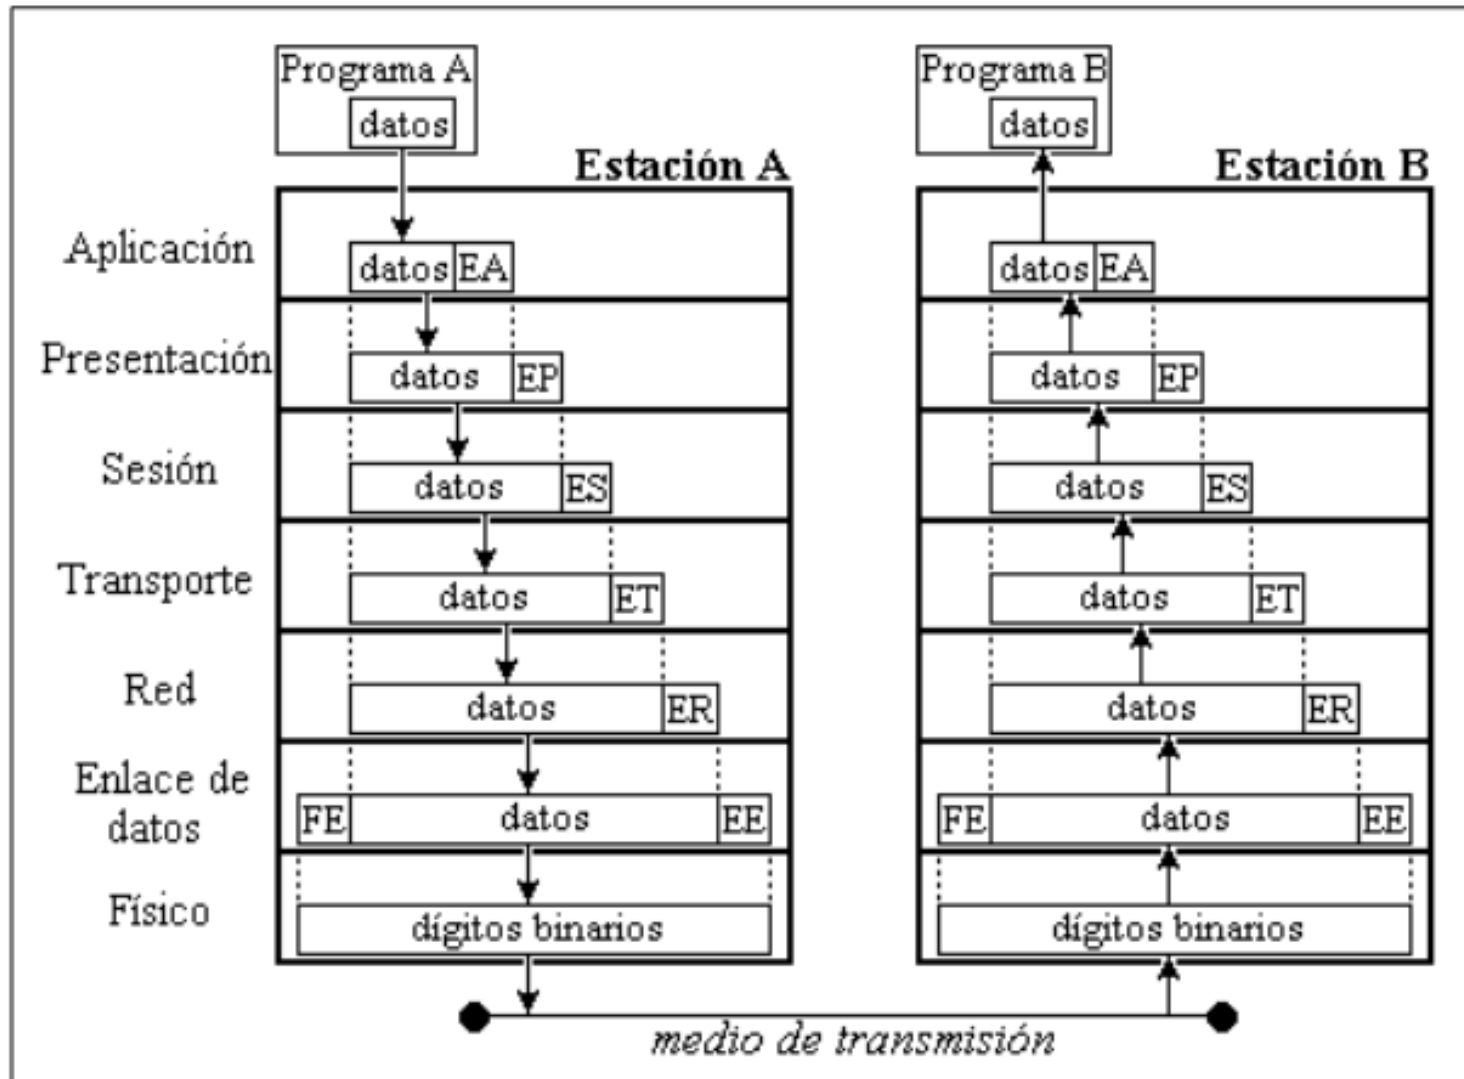 Programa A
datos
Programa B
datos
Estación A
Estación B
Aplicación
datos EA
datos EA
Presentación
datos EP
datos EP
Sesión
datos ES
datos ES
Transporte
datos ET
datos ET
Red
datos ER
datos ER
Enlace de
datos
FE datos EE
FE datos EE
Físico
dígitos binarios
dígitos binarios
medio de transmisión